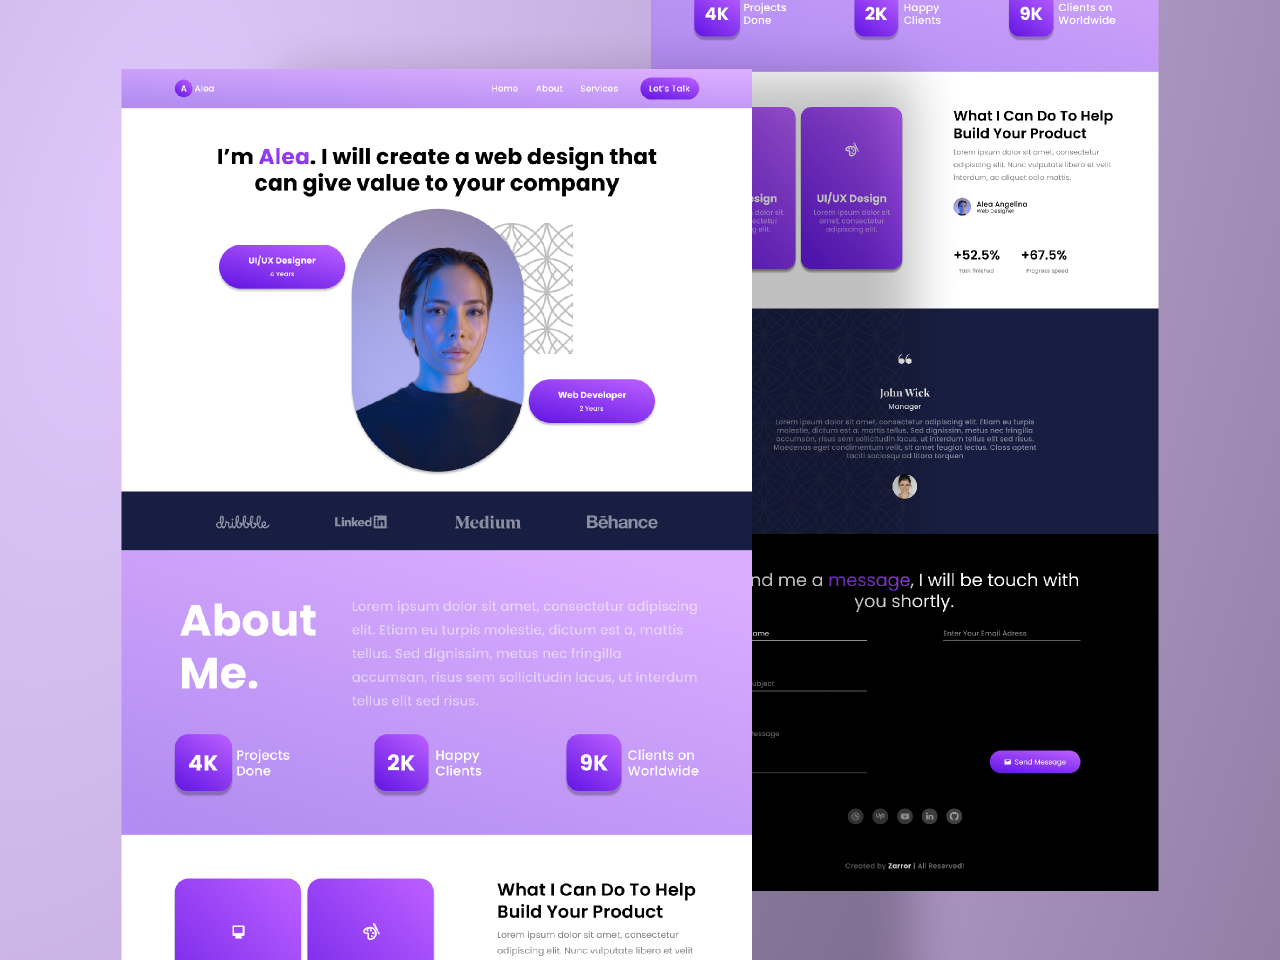 A Alea
Home About Services Let's Talk
I'm Alea. I will create a web design that
can give value to your company
UI/UX Designer
4 Years
Web Developer
2 Years
dribbble LinkedIn Medium Bēhance
About
Me.
Lorem ipsum dolor sit amet, consectetur adipiscing
elit. Etiam eu turpis molestie, dictum est a, mattis
tellus. Sed dignissim, metus nec fringilla
accumsan, risus sem sollicitudin lacus, ut interdum
tellus elit sed risus.
4K Projects
Done
2K Happy
Clients
9K Clients on
Worldwide
What I Can Do To Help
Build Your Product
Lorem ipsum dolor sit amet, consectetur
adipiscing elit. Nunc vulputate libero et velit
4K Projects
Done
2K Happy
Clients
9K Clients on
Worldwide
esign
dolor sit
sectetur
g elit.
UI/UX Design
Lorem ipsum dolor sit
amet, consectetur
adipiscing elit.
What I Can Do To Help
Build Your Product
Lorem ipsum dolor sit amet, consectetur
adipiscing elit. Nunc vulputate libero et velit
interdum, ac aliquet odio mattis.
Alea Angelina
Web Designer
+52.5% +67.5%
Task finished Progress speed
John Wick
Manager
Lorem ipsum dolor sit amet, consectetur adipiscing elit. Etiam eu turpis
molestie, dictum est a, mattis tellus. Sed dignissim, metus nec fringilla
accumsan, risus sem sollicitudin lacus, ut interdum tellus elit sed risus.
Maecenas eget condimentum velit, sit amet feugiat lectus. Class aptent
taciti sociosqu ad litora torquen
nd me a message, I will be touch with
you shortly.
ame Enter Your Email Adress
ubject
essage
Send Message
Up in
Created by Zarror | All Reserved!